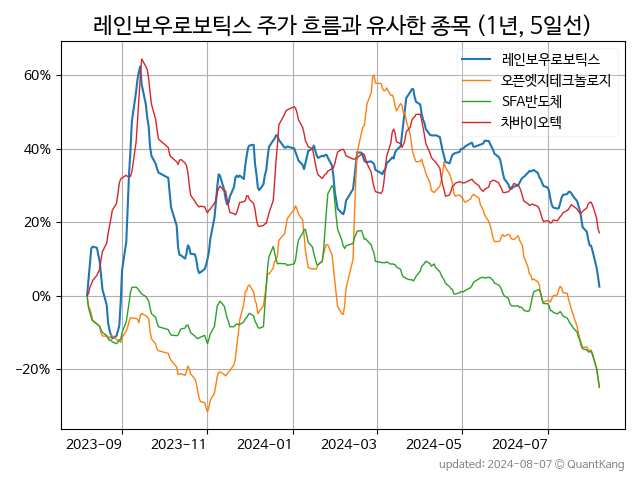 레인보우로보틱스 주가 흐름과 유사한 종목 (1년, 5일선)
레인보우로보틱스
오픈엣지테크놀로지
SFA반도체
차바이오텍
60%
40%
20%
0%
−20%
2023-09 2023-11 2024-01 2024-03 2024-05 2024-07
updated: 2024-08-07 © QuantKang